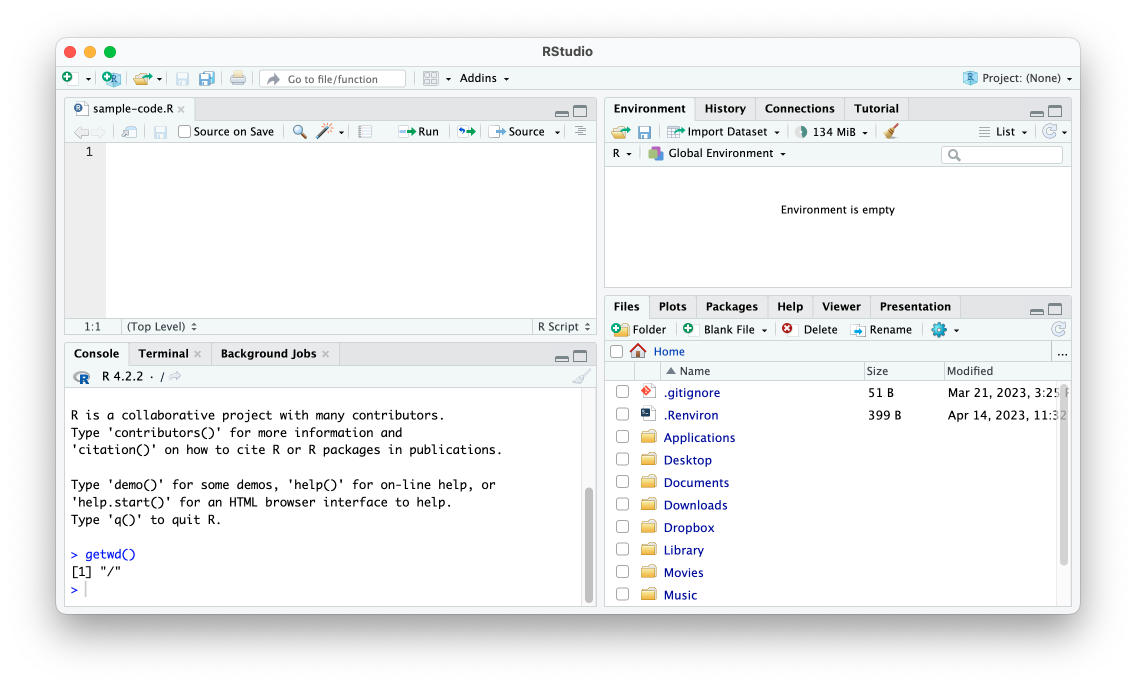 RStudio
Go to file/function
Addins
Project: (None)
sample-code.R
Source on Save
Run
Source
1
1:1 (Top Level) R Script
Console Terminal Background Jobs
R 4.2.2 · /
R is a collaborative project with many contributors.
Type 'contributors()' for more information and
'citation()' on how to cite R or R packages in publications.
Type 'demo()' for some demos, 'help()' for on-line help, or
'help.start()' for an HTML browser interface to help.
Type 'q()' to quit R.
> getwd()
[1] "/"
>
Environment History Connections Tutorial
Import Dataset 134 MiB List
R Global Environment
Environment is empty
Files Plots Packages Help Viewer Presentation
Folder Blank File Delete Rename
Home ...
Name Size Modified
.gitignore 51 B Mar 21, 2023, 3:25
.Renviron 399 B Apr 14, 2023, 11:32
Applications
Desktop
Documents
Downloads
Dropbox
Library
Movies
Music